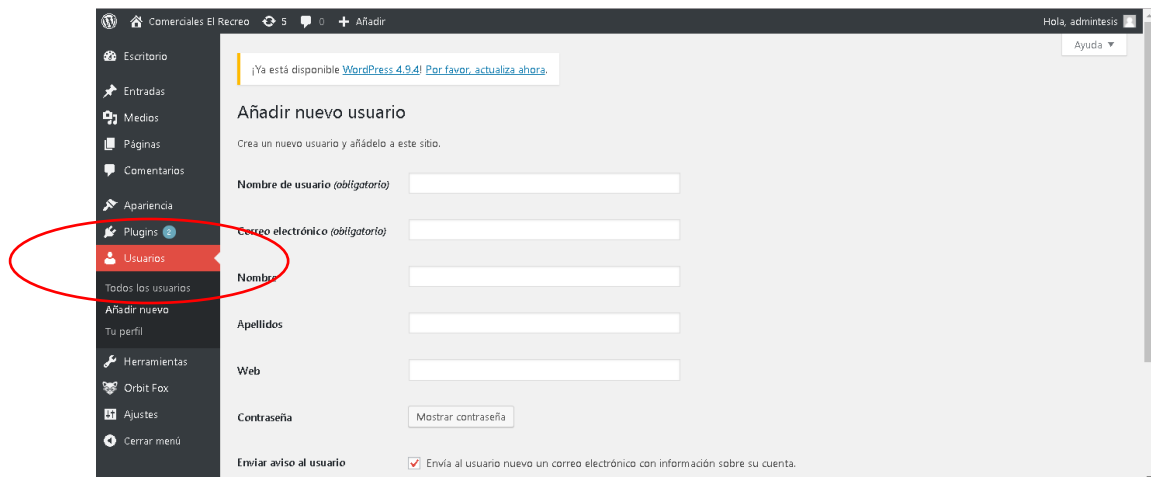 Comerciales El Recreo 5 0 Añadir Hola, admintesis
Ayuda
Escritorio
Entradas
Medios
Páginas
Comentarios
Apariencia
Plugins 2
Usuarios
Todos los usuarios
Añadir nuevo
Tu perfil
Herramientas
Orbit Fox
Ajustes
Cerrar menú
¡Ya está disponible WordPress 4.9.4! Por favor, actualiza ahora.
Añadir nuevo usuario
Crea un nuevo usuario y añádelo a este sitio.
Nombre de usuario (obligatorio)
Correo electrónico (obligatorio)
Nombre
Apellidos
Web
Contraseña Mostrar contraseña
Enviar aviso al usuario Envía al usuario nuevo un correo electrónico con información sobre su cuenta.